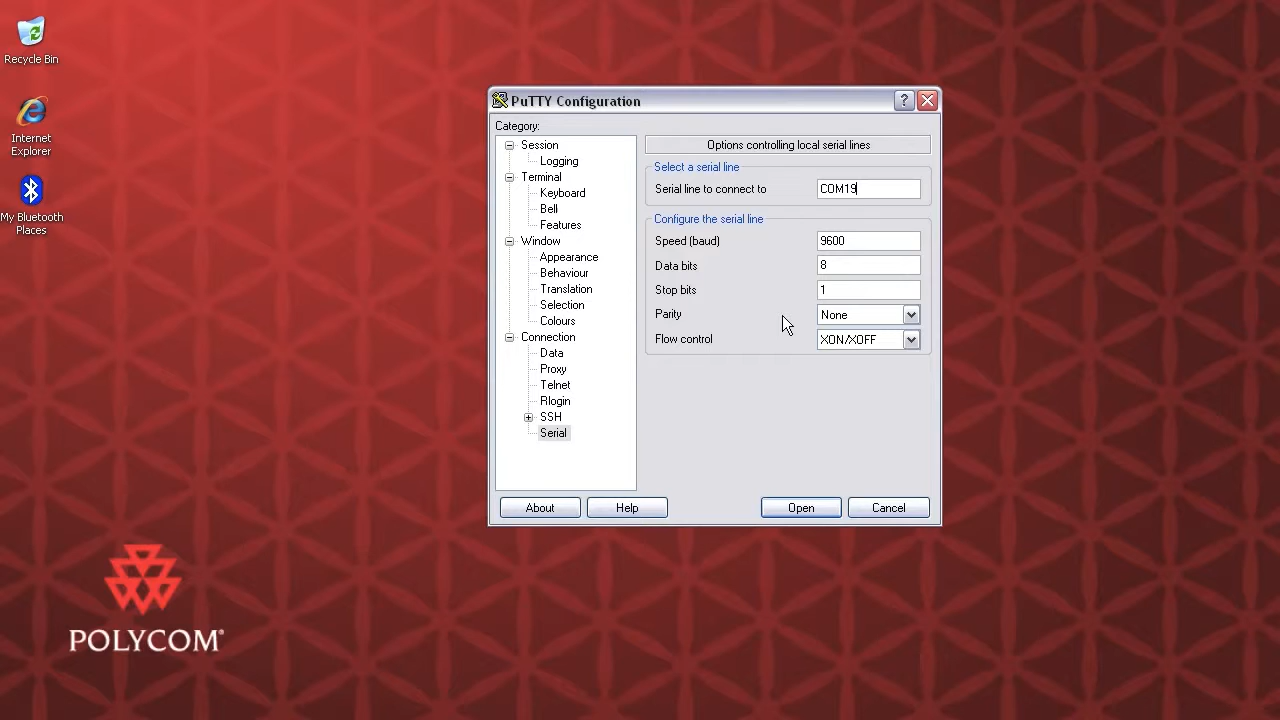 Recycle Bin
Internet
Explorer
My Bluetooth
Places
PuTTY Configuration
Category:
Session
Logging
Terminal
Keyboard
Bell
Features
Window
Appearance
Behaviour
Translation
Selection
Colours
Connection
Data
Proxy
Telnet
Rlogin
SSH
Serial
Options controlling local serial lines
Select a serial line
Serial line to connect to COM19
Configure the serial line
Speed (baud) 9600
Data bits 8
Stop bits 1
Parity None
Flow control XON/XOFF
About Help Open Cancel
POLYCOM®